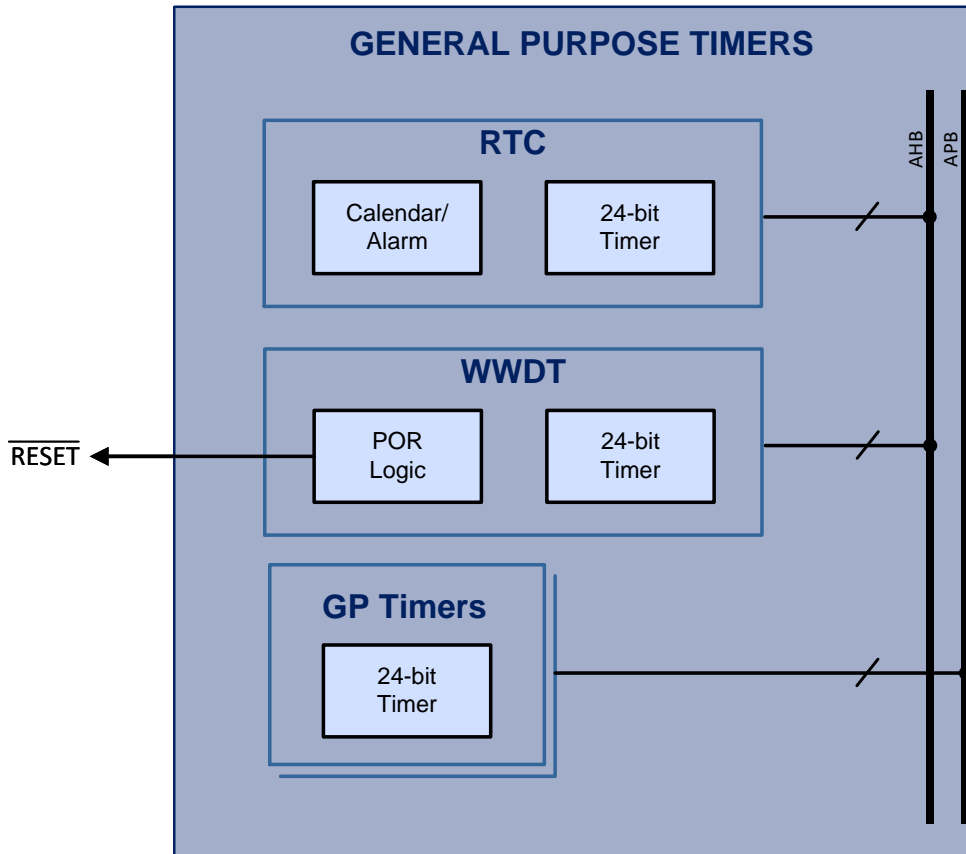 GENERAL PURPOSE TIMERS
AHB
APB
RTC
Calendar/
Alarm
24-bit
Timer
WWDT
RESET
POR
Logic
24-bit
Timer
GP Timers
24-bit
Timer